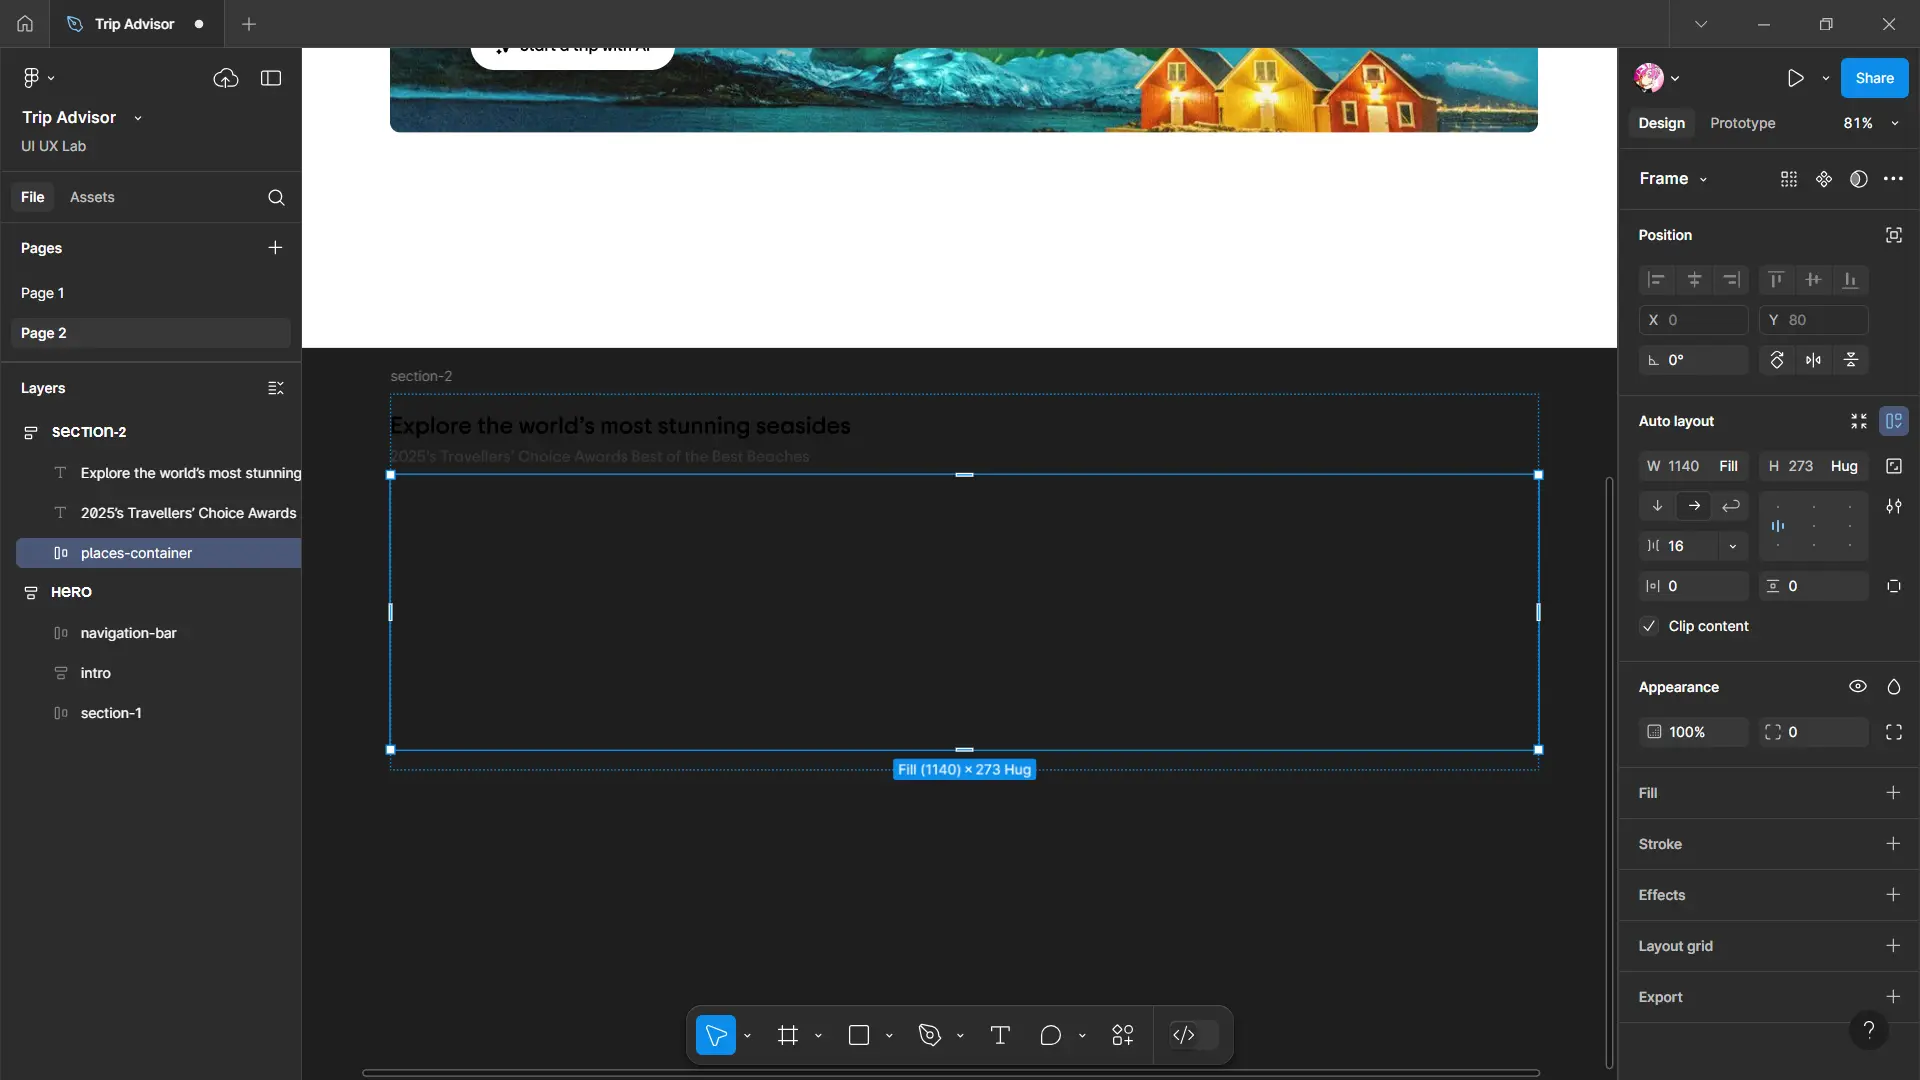 Trip Advisor
Start a trip with AI
Trip Advisor
UI UX Lab
Share
Design
Prototype
81%
File
Assets
Frame
Pages
Position
Page 1
X 0
Y 80
Page 2
0°
section-2
Layers
Auto layout
Explore the world's most stunning seasides
section-2
2025's Travellers' Choice Awards Best of the Best Beaches
W 1140 Fill
H 273 Hug
Explore the world's most stunning
2025's Travellers' Choice Awards
16
places-container
0
0
Hero
Clip content
navigation-bar
intro
Appearance
section-1
100%
0
Fill (1140) × 273 Hug
Fill
Stroke
Effects
Layout grid
Export
?